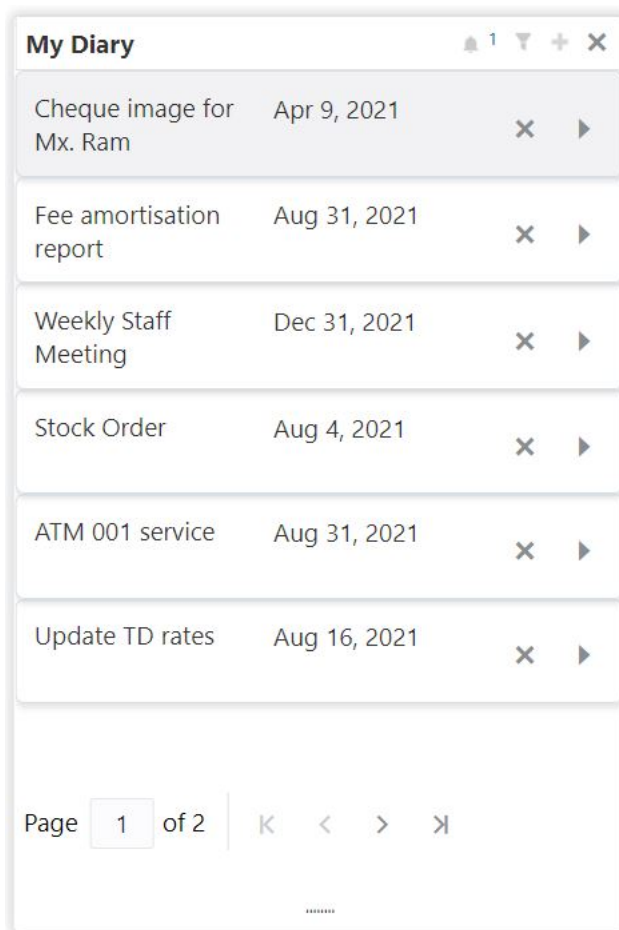 My Diary 1
Cheque image for Apr 9, 2021
Mx. Ram
Fee amortisation Aug 31, 2021
report
Weekly Staff Dec 31, 2021
Meeting
Stock Order Aug 4, 2021
ATM 001 service Aug 31, 2021
Update TD rates Aug 16, 2021
Page 1 of 2